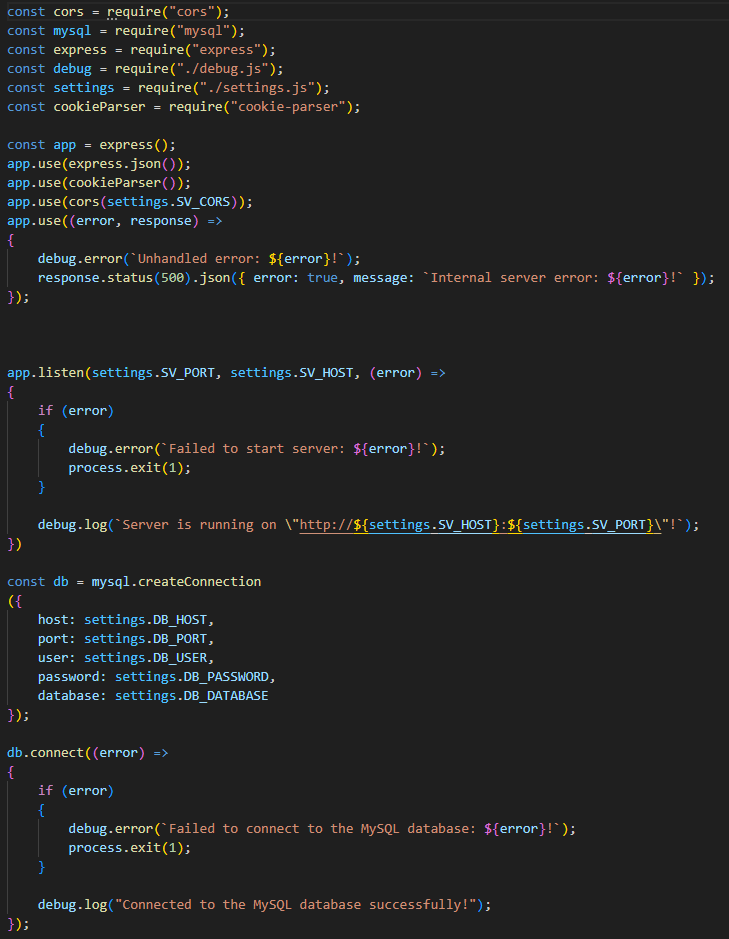 const cors = require("cors");
const mysql = require("mysql");
const express = require("express");
const debug = require("./debug.js");
const settings = require("./settings.js");
const cookieParser = require("cookie-parser");

const app = express();
app.use(express.json());
app.use(cookieParser());
app.use(cors(settings.SV_CORS));
app.use((error, response) =>
{
    debug.error(`Unhandled error: ${error}!`);
    response.status(500).json({ error: true, message: `Internal server error: ${error}!` });
});

app.listen(settings.SV_PORT, settings.SV_HOST, (error) =>
{
    if (error)
    {
        debug.error(`Failed to start server: ${error}!`);
        process.exit(1);
    }

    debug.log(`Server is running on \"http://${settings.SV_HOST}:${settings.SV_PORT}\"!`);
})

const db = mysql.createConnection
({
    host: settings.DB_HOST,
    port: settings.DB_PORT,
    user: settings.DB_USER,
    password: settings.DB_PASSWORD,
    database: settings.DB_DATABASE
});

db.connect((error) =>
{
    if (error)
    {
        debug.error(`Failed to connect to the MySQL database: ${error}!`);
        process.exit(1);
    }

    debug.log("Connected to the MySQL database successfully!");
});